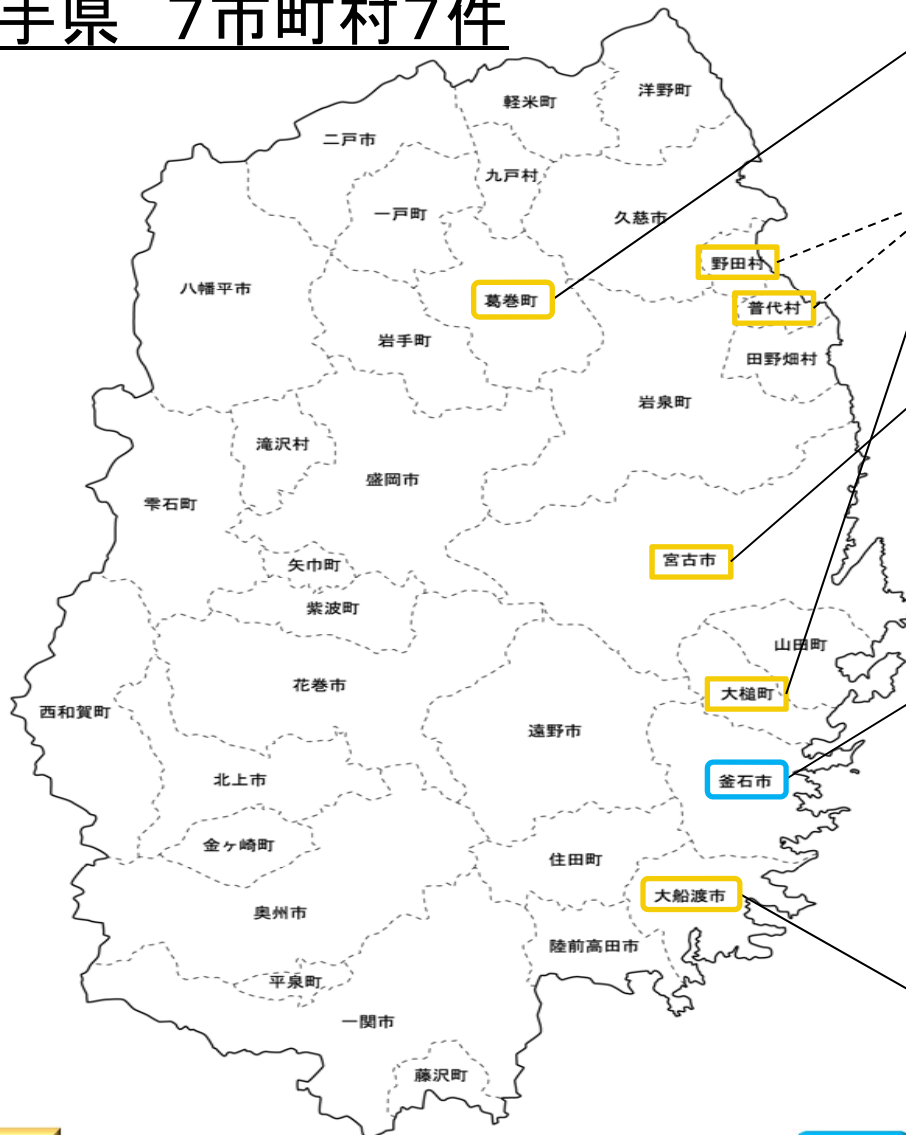 手県 7市町村7件
洋野町
軽米町
二戸市
九戸村
一戸町
久慈市
野田村
八幡平市
葛巻町
普代村
岩手町
田野畑村
岩泉町
滝沢村
盛岡市
雫石町
宮古市
矢巾町
紫波町
山田町
花巻市
大槌町
西和賀町
遠野市
北上市
釜石市
金ヶ崎町
住田町
大船渡市
奥州市
陸前高田市
平泉町
一関市
藤沢町